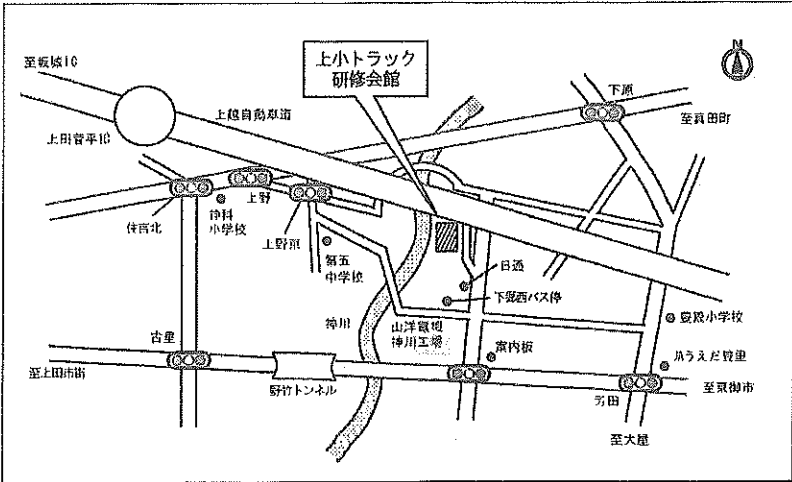 上小トラック
研修会館
N
至坂城IC
上越自動車道
下原
至真田町
上田菅平IC
上野
住吉北
神科
小学校
上野東
第五
中学校
日通
下郷西バス停
神川
山洋電機
神川工場
豊殿小学校
案内板
古里
至上田市街
野竹トンネル
JAうえだ豊里
芳田
至東御市
至大屋